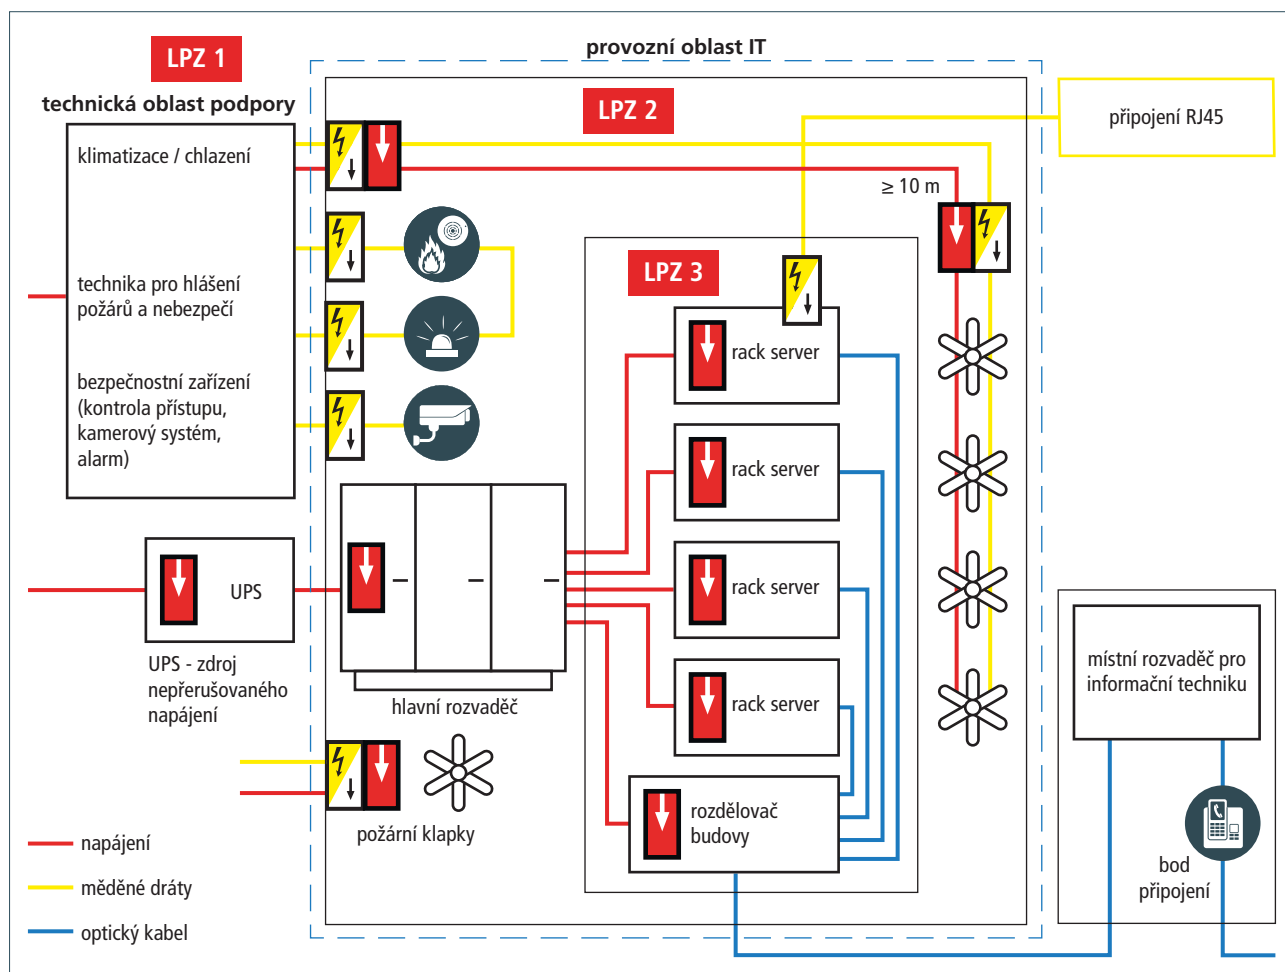 LPZ 1
provozní oblast IT
technická oblast podpory
LPZ 2
připojení RJ45
klimatizace / chlazení
≥ 10 m
LPZ 3
technika pro hlášení
požárů a nebezpečí
rack server
bezpečnostní zařízení
(kontrola přístupu,
kamerový systém,
alarm)
rack server
UPS
rack server
UPS - zdroj
nepřerušovaného
napájení
hlavní rozvaděč
rack server
místní rozvaděč pro
informační techniku
požární klapky
rozdělovač
budovy
napájení
měděné dráty
optický kabel
bod
připojení